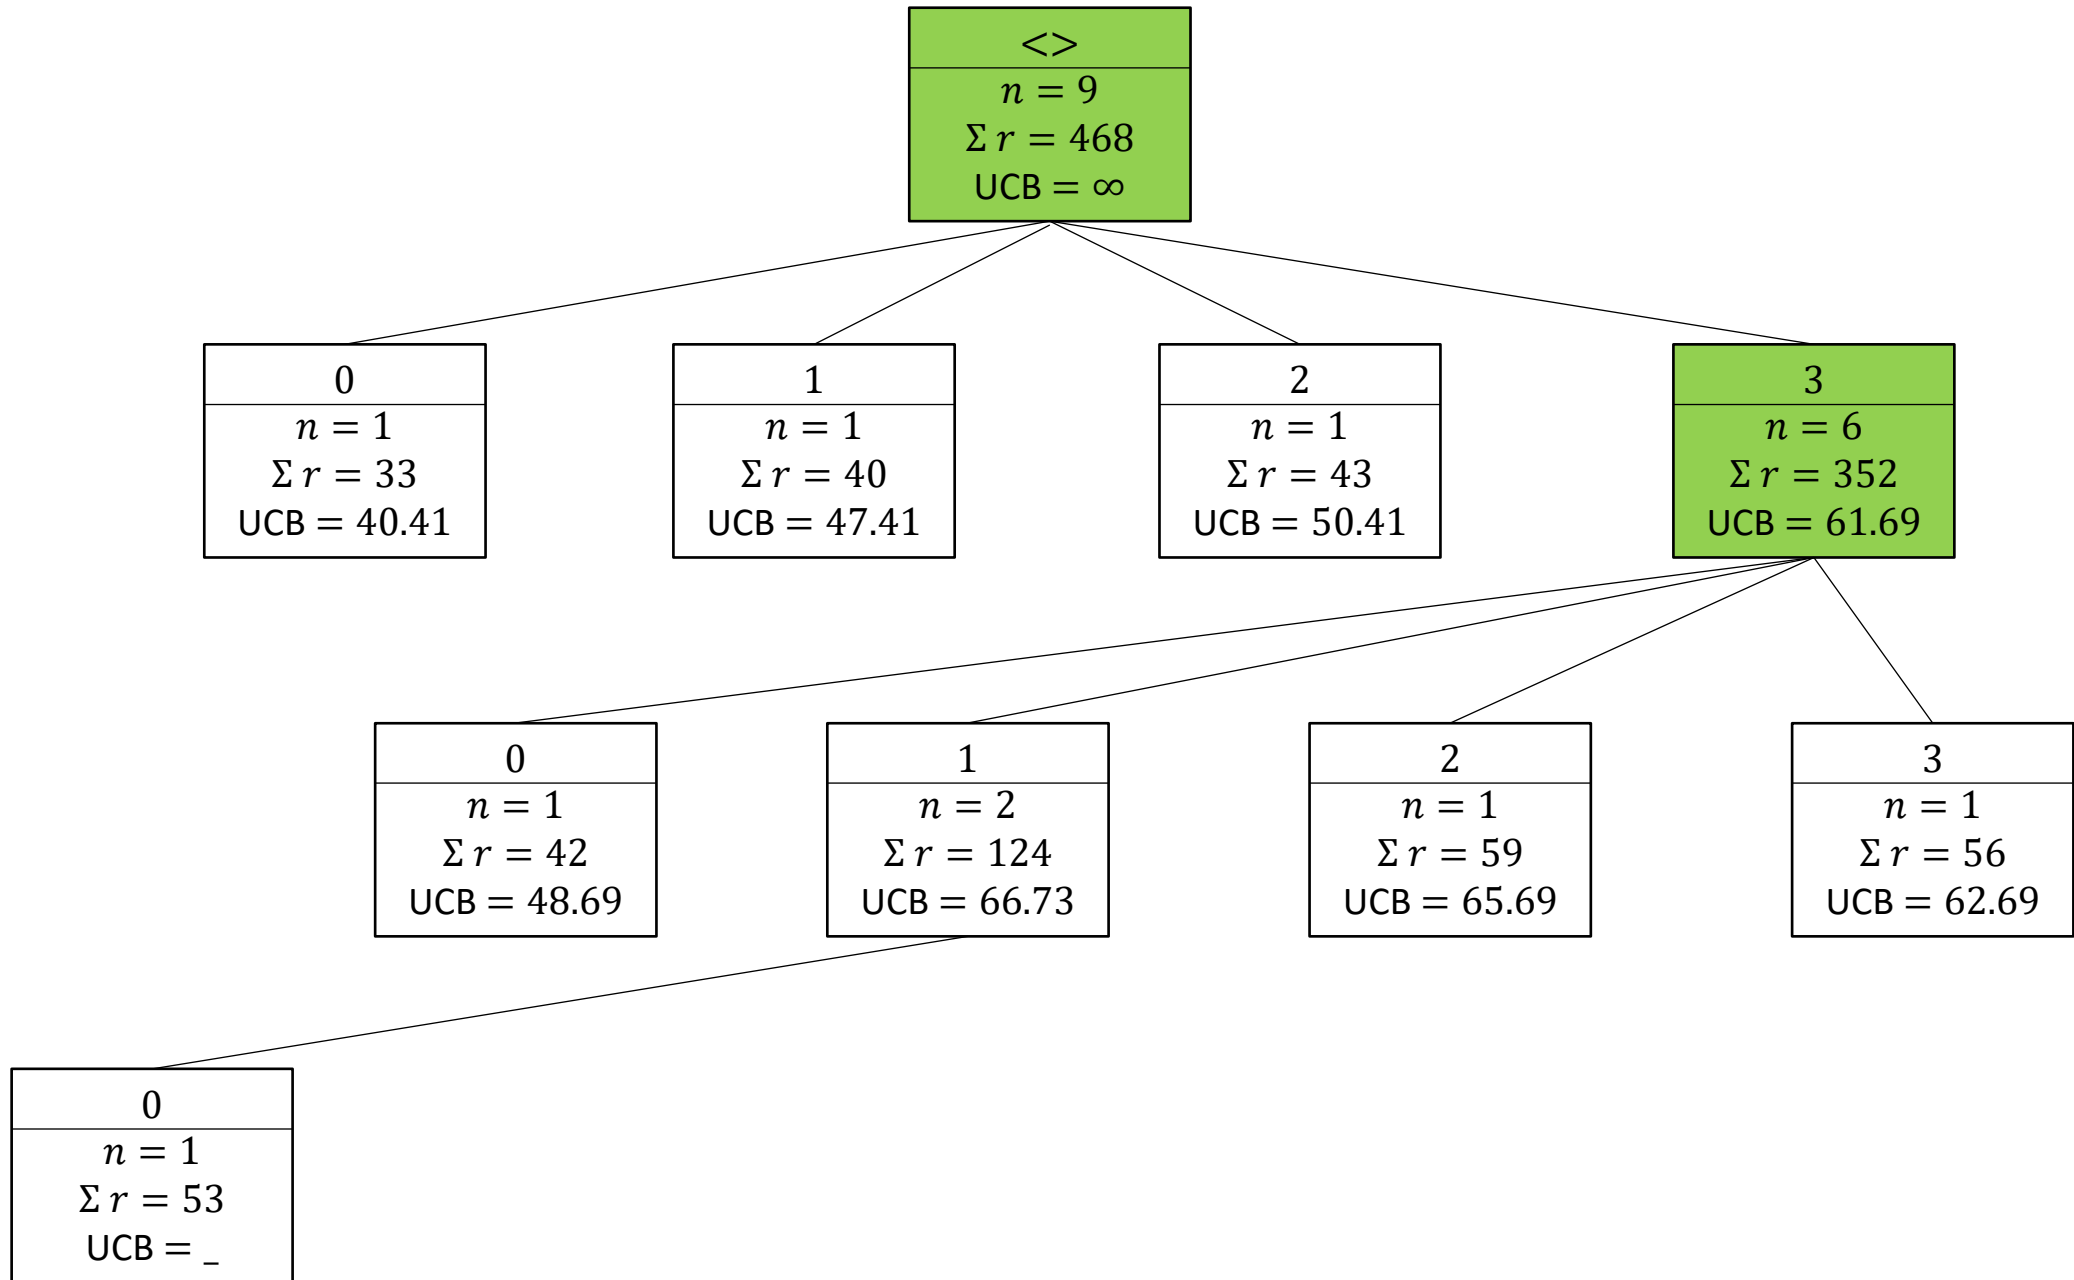 <>
n = 9
Σ r = 468
UCB = ∞
0
n = 1
Σ r = 33
UCB = 40.41
1
n = 1
Σ r = 40
UCB = 47.41
2
n = 1
Σ r = 43
UCB = 50.41
3
n = 6
Σ r = 352
UCB = 61.69
0
n = 1
Σ r = 42
UCB = 48.69
1
n = 2
Σ r = 124
UCB = 66.73
2
n = 1
Σ r = 59
UCB = 65.69
3
n = 1
Σ r = 56
UCB = 62.69
0
n = 1
Σ r = 53
UCB = _